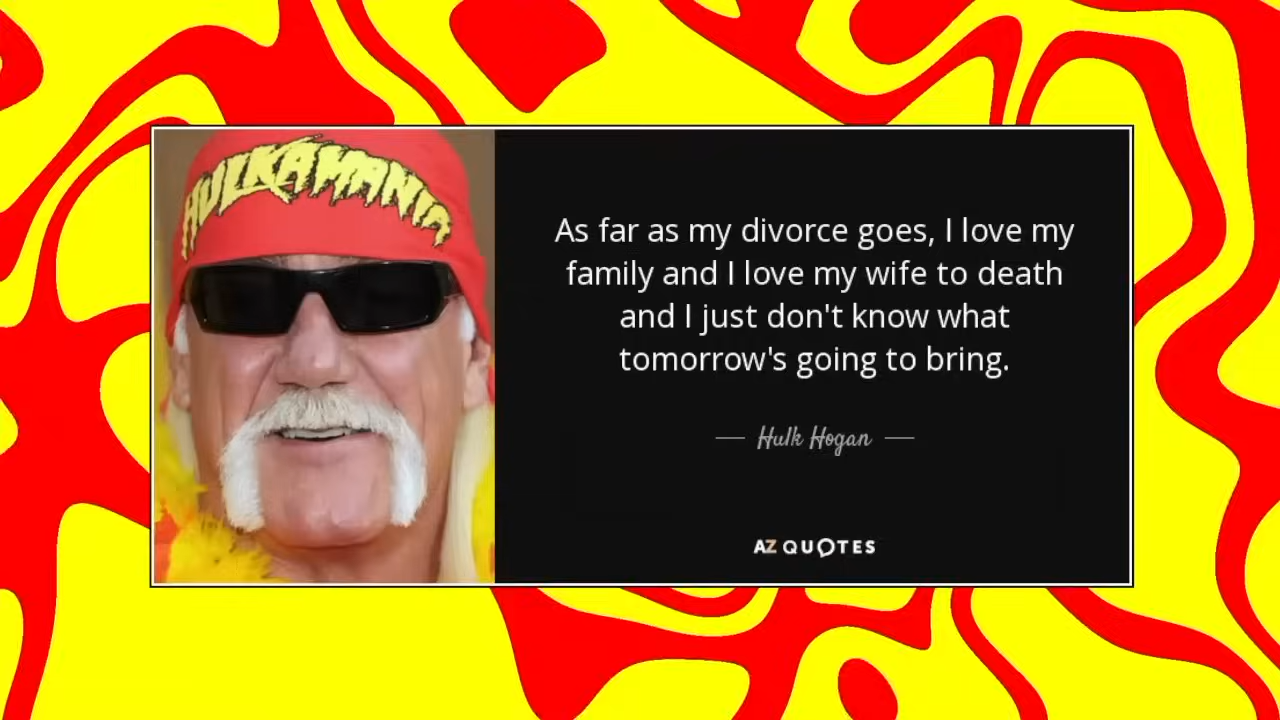 HULKAMANIA
As far as my divorce goes, I love my
family and I love my wife to death
and I just don't know what
tomorrow's going to bring.
Hulk Hogan
AZ QUOTES